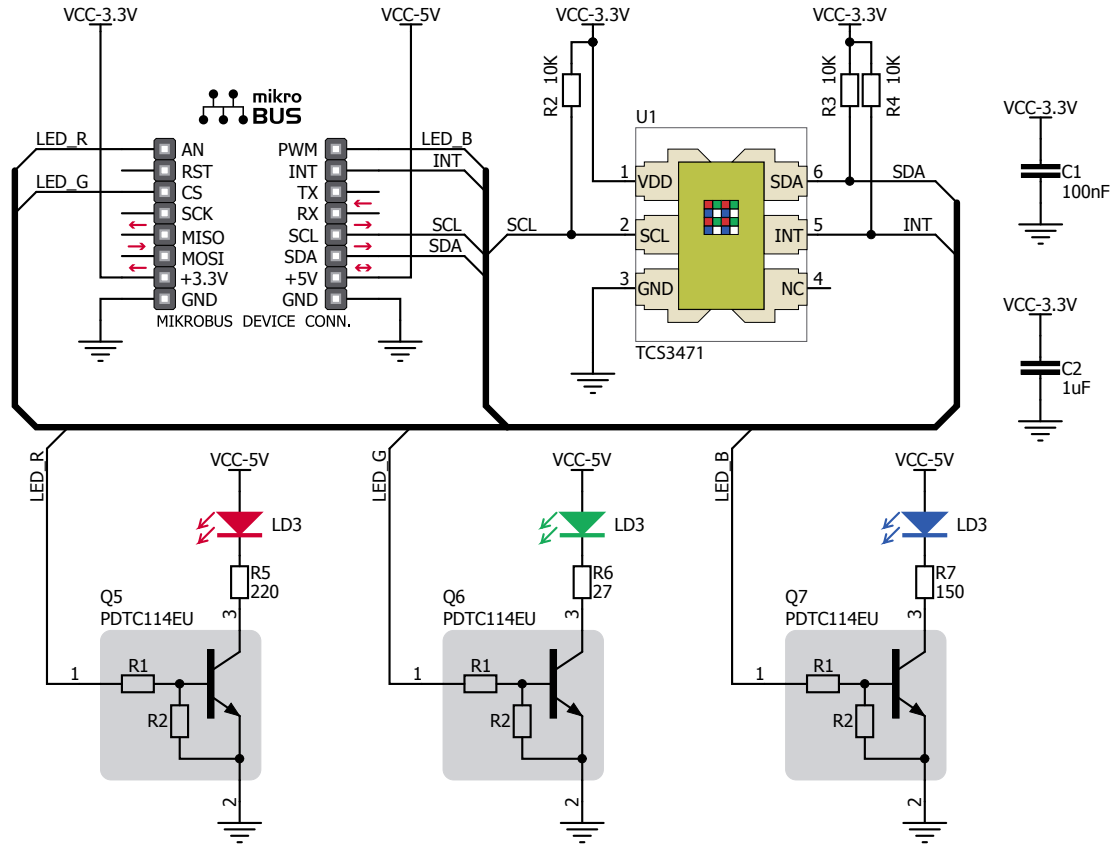 VCC-3.3V
VCC-5V
VCC-3.3V
VCC-3.3V
mikro
BUS
R2 10K
R3 10K
R4 10K
VCC-3.3V
C1
100nF
LED_R
LED_G
AN
RST
CS
SCK
MISO
MOSI
+3.3V
GND
PWM
INT
TX
RX
SCL
SDA
+5V
GND
LED_B
INT
SCL
SDA
MIKROBUS DEVICE CONN.
SCL
U1
1
VDD
2
SCL
3
GND
SDA
6
INT
5
NC
4
TCS3471
SDA
INT
VCC-3.3V
C2
1uF
LED_R
VCC-5V
LD3
R5
220
Q5
PDTC114EU
3
1
R1
R2
2
LED_G
VCC-5V
LD3
R6
27
Q6
PDTC114EU
3
1
R1
R2
2
LED_B
VCC-5V
LD3
R7
150
Q7
PDTC114EU
3
1
R1
R2
2